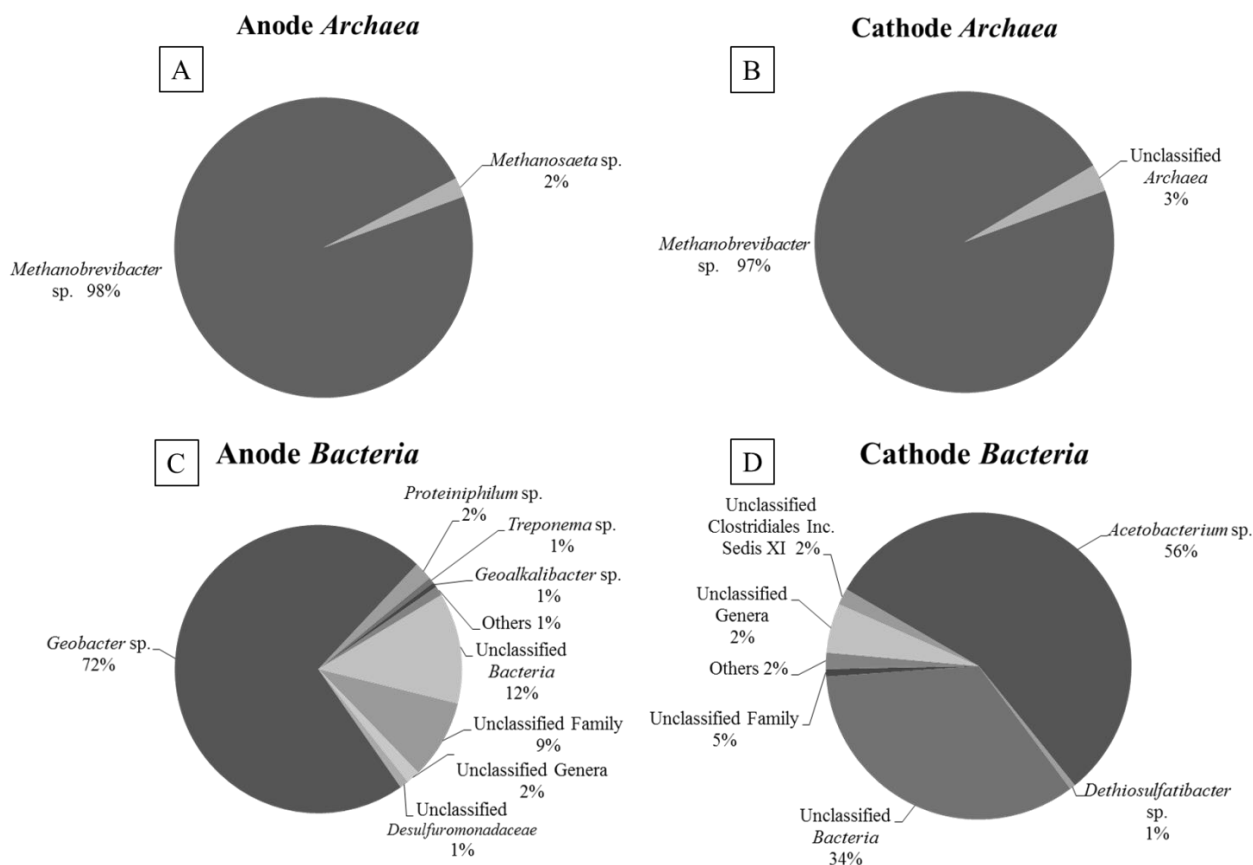 Anode Archaea
A
Methanosaeta sp.
2%
Methanobrevibacter
sp. 98%
Cathode Archaea
B
Unclassified
Archaea
3%
Methanobrevibacter
sp. 97%
C
Anode Bacteria
Proteiniphilum sp.
2%
Treponema sp.
1%
Geoalkalibacter sp.
1%
Others 1%
Unclassified
Bacteria
12%
Unclassified Family
9%
Unclassified Genera
2%
Unclassified
Desulfuromonadaceae
1%
Geobacter sp.
72%
D
Cathode Bacteria
Unclassified
Clostridiales Inc.
Sedis XI 2%
Acetobacterium sp.
56%
Unclassified
Genera
2%
Others 2%
Unclassified Family
5%
Unclassified
Bacteria
34%
Dethiosulfatibacter
sp.
1%